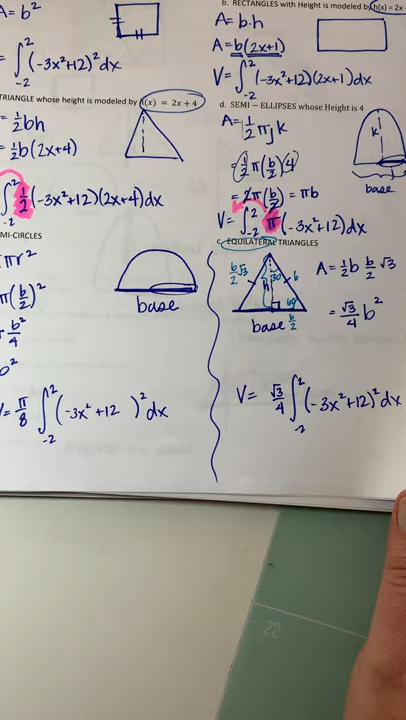 A = b²
= ∫₋₂² (-3x²+12)² dx
b. RECTANGLES with Height is modeled by h(x) = 2x
A = b·h
A = b(2x+1)
V = ∫₋₂² (-3x²+12)(2x+1)dx
TRIANGLE whose height is modeled by h(x) = 2x + 4
= ½bh
= ½b(2x+4)
∫₋₂² ½(-3x²+12)(2x+4)dx
d. SEMI – ELLIPSES whose Height is 4
A = ½πjk
= ½π(b/2)4
= 2π(b/2) = πb
V = ∫₋₂² π(-3x²+12)dx
k
base
MI-CIRCLES
πr²
π(b/2)²
b²/4
b²
base
V = π/8 ∫₋₂² (-3x²+12 )² dx
EQUILATERAL TRIANGLES
b/2 √3
30
b
h
60
base b/2
A = ½b b/2 √3
= √3/4 b²
V = √3/4 ∫₋₂² (-3x²+12)² dx
22